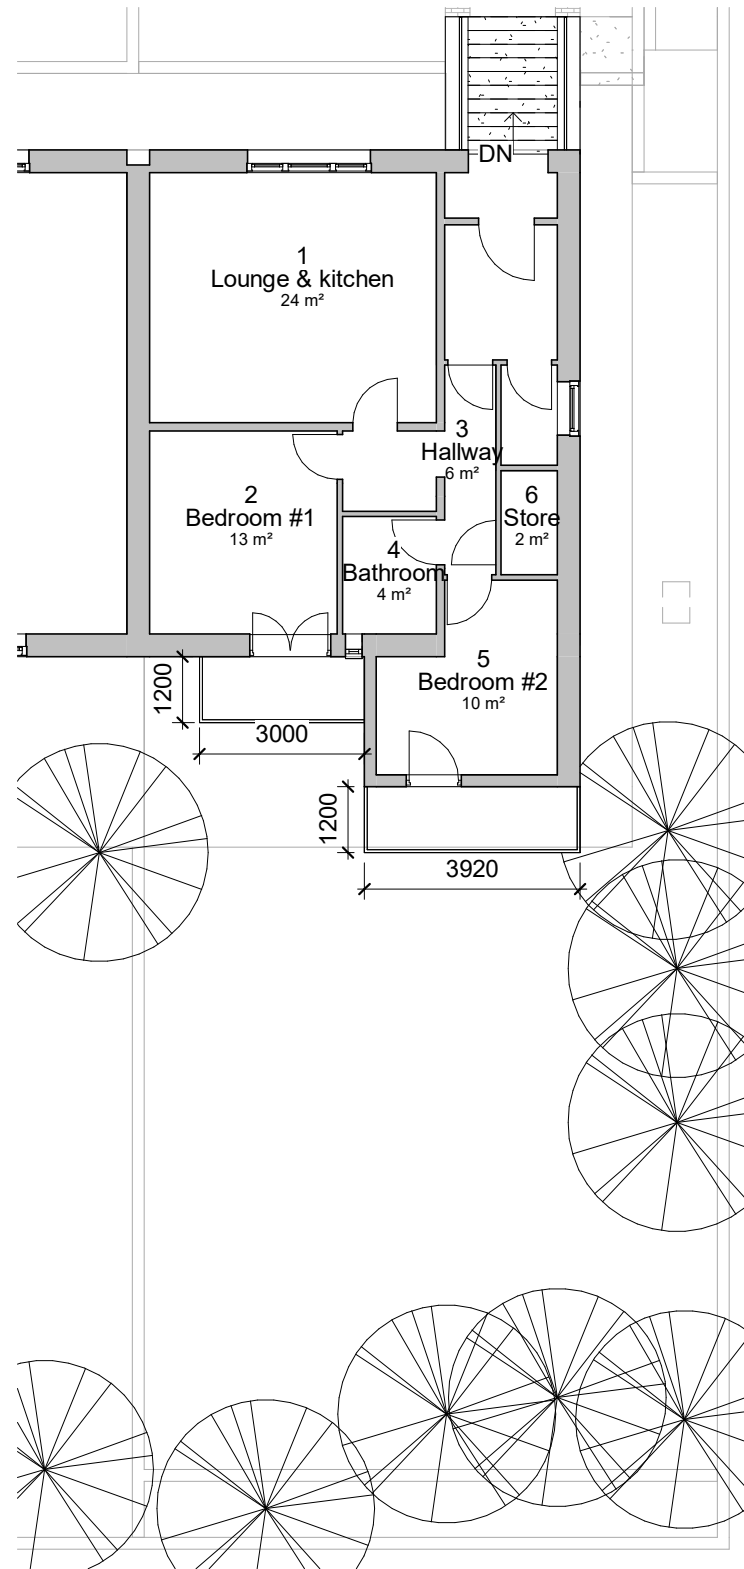 DN
1
Lounge & kitchen
24 m²
3
Hallway
6 m²
2
Bedroom #1
13 m²
6
Store
2 m²
4
Bathroom
4 m²
5
Bedroom #2
10 m²
1200
3000
1200
3920